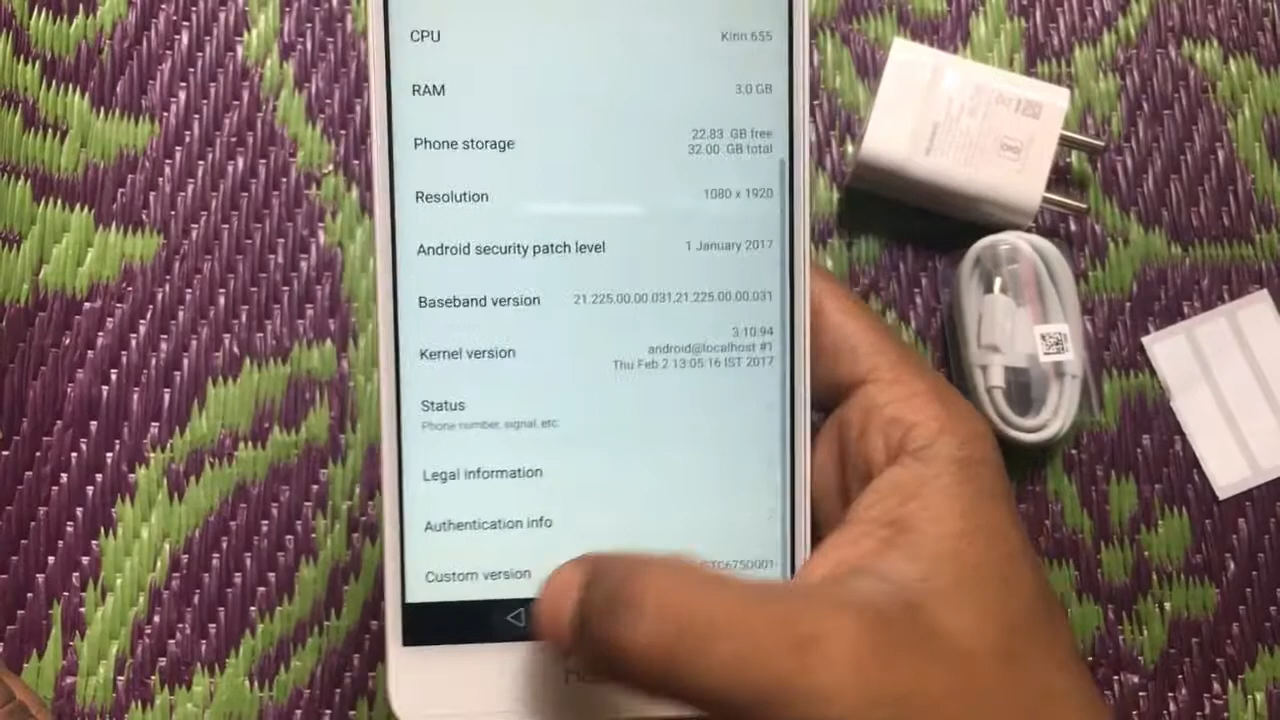 CPU
Kirin 655
RAM
3.0 GB
Phone storage
22.83 GB free
32.00 GB total
Resolution
1080 x 1920
Android security patch level
1 January 2017
Baseband version
21.225.00.00.031,21.225.00.00.031
Kernel version
3.10.94
android@localhost #1
Thu Feb 2 13:05:16 IST 2017
Status
Phone number, signal, etc.
Legal information
Authentication info
Custom version